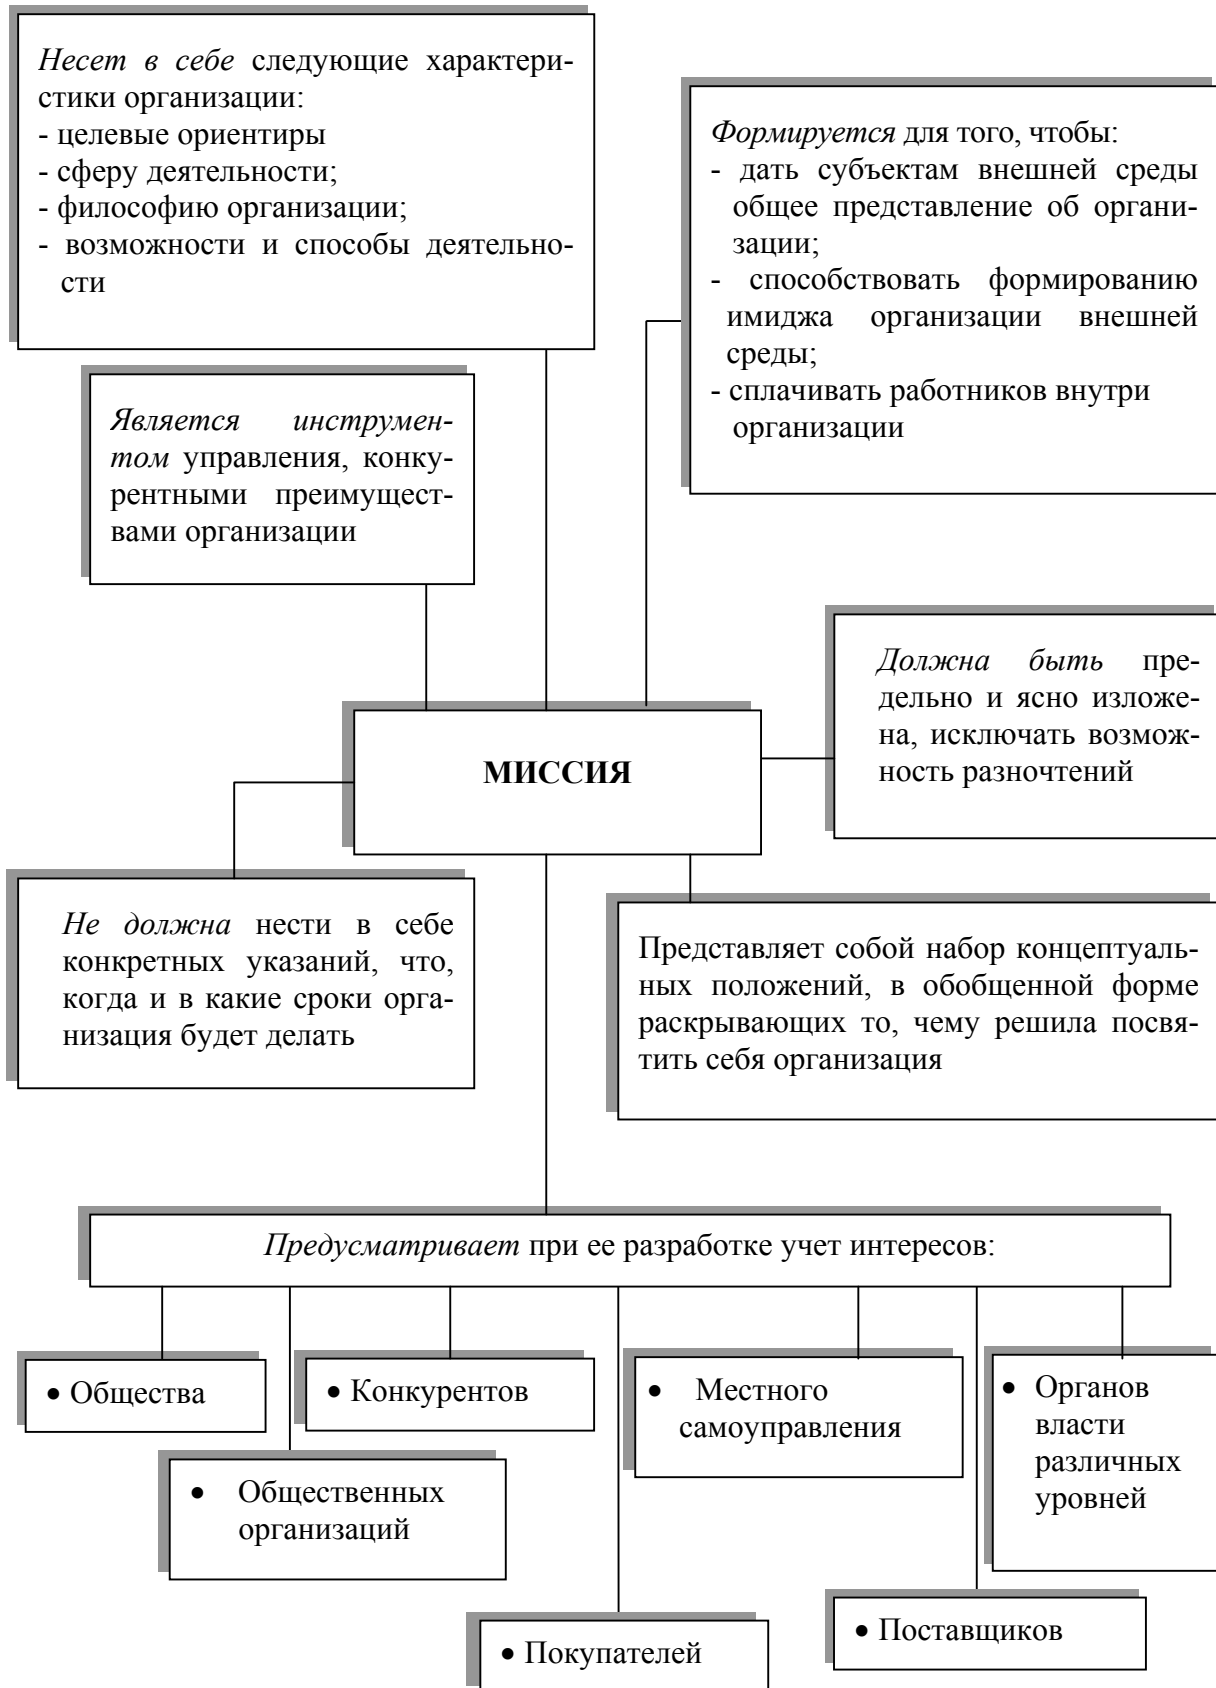 Несет в себе следующие характери-
стики организации:
- целевые ориентиры
- сферу деятельности;
- философию организации;
- возможности и способы деятельно-
сти
Формируется для того, чтобы:
- дать субъектам внешней среды
общее представление об органи-
зации;
- способствовать формированию
имиджа организации внешней
среды;
- сплачивать работников внутри
организации
Является инструмен-
том управления, конку-
рентными преимущест-
вами организации
Должна быть пре-
дельно и ясно изложе-
на, исключать возмож-
ность разночтений
МИССИЯ
Не должна нести в себе
конкретных указаний, что,
когда и в какие сроки орга-
низация будет делать
Представляет собой набор концептуаль-
ных положений, в обобщенной форме
раскрывающих то, чему решила посвя-
тить себя организация
Предусматривает при ее разработке учет интересов:
• Общества
• Конкурентов
• Местного
самоуправления
• Органов
власти
различных
уровней
• Общественных
организаций
• Покупателей
• Поставщиков